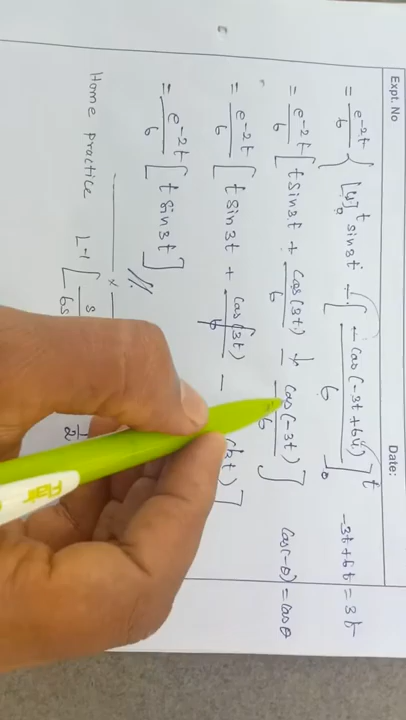 Expt. No
Date:
= e^{-2t}/6 { [u]_0^t sin3t - [ -cos(-3t+6u)/6 ]_0^t   -3t+6t = 3t
= e^{-2t}/6 [ t sin3t + cos(3t)/6 - cos(-3t)/6 ]   cos(-θ) = cosθ
= e^{-2t}/6 [ t sin3t + cos(3t)/6 - (3t) ]
= e^{-2t}/6 [ t sin3t ] //
x
Home practice L^{-1} [